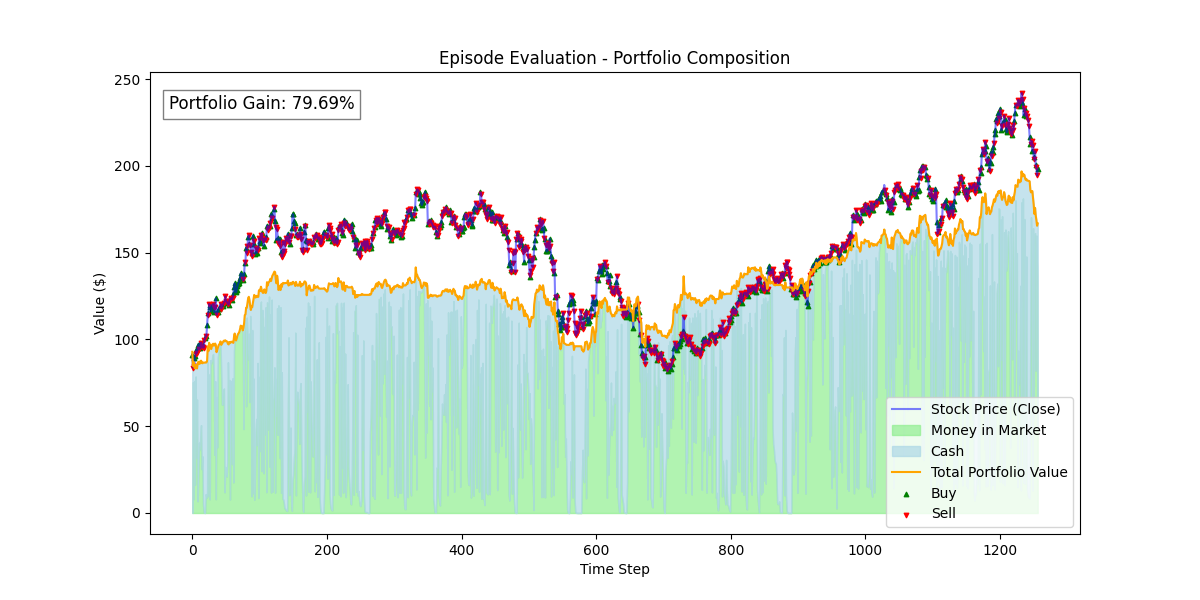 Episode Evaluation - Portfolio Composition
Portfolio Gain: 79.69%
Value ($)
250
200
150
100
50
0
0 200 400 600 800 1000 1200
Time Step
Stock Price (Close)
Money in Market
Cash
Total Portfolio Value
Buy
Sell